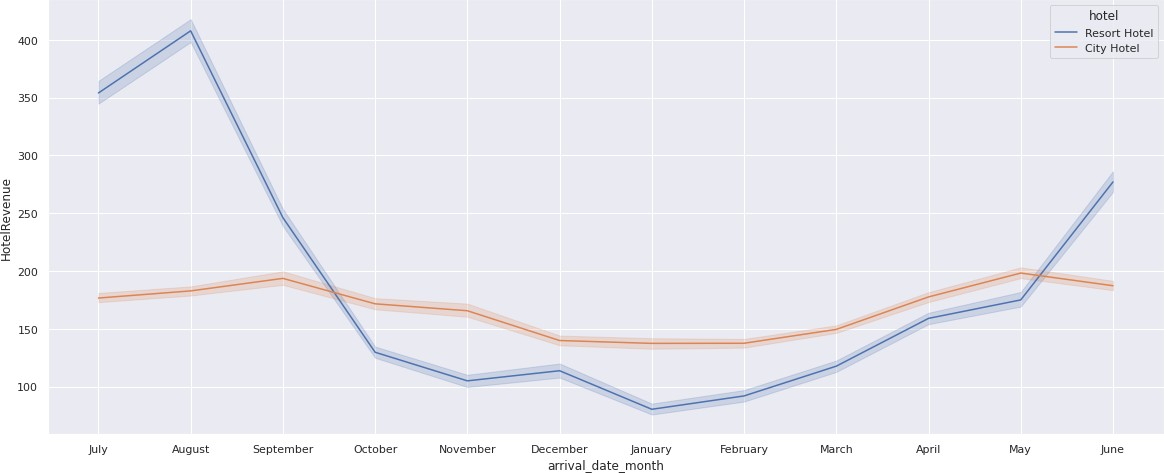 hotel
Resort Hotel
City Hotel
HotelRevenue
400
350
300
250
200
150
100
July August September October November December January February March April May June
arrival_date_month